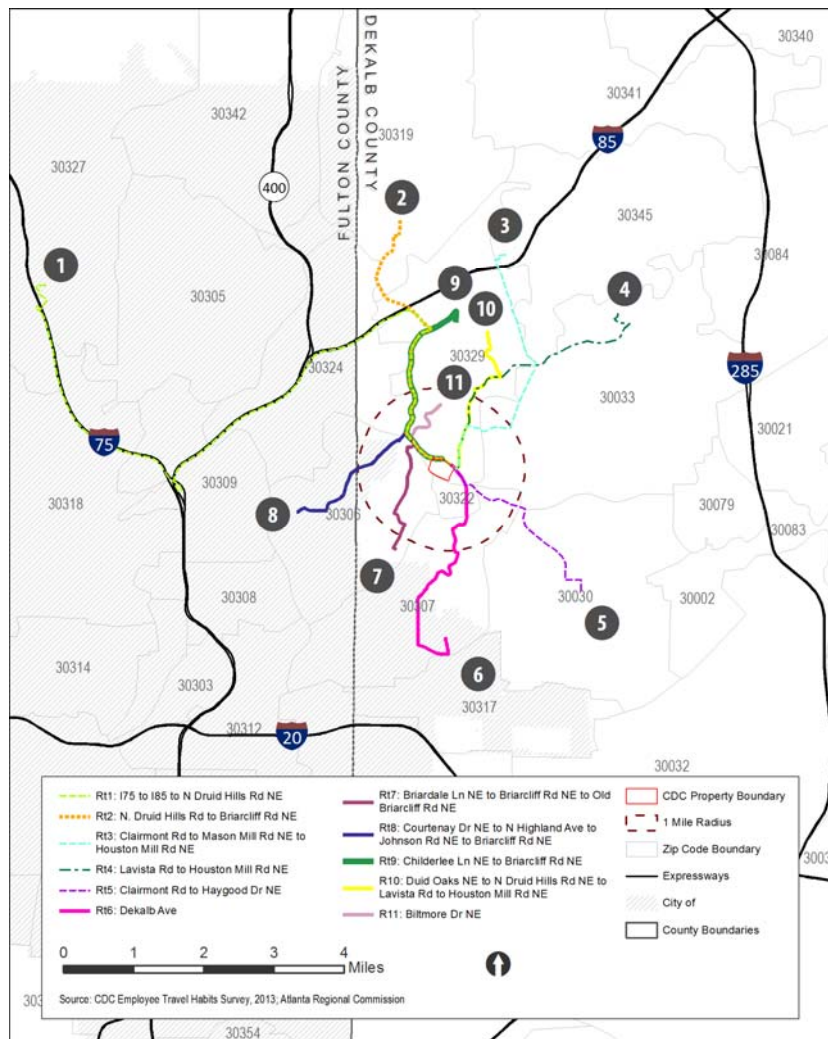 30340
FULTON COUNTY
DEKALB COUNTY
30341
30342
30319
85
30327
400
2
3
30345
1
30084
9
4
30305
10
30329
30324
285
11
30033
75
30021
30309
30318
30322
30079
8
30306
30083
7
30308
30307
30030
30002
5
30314
6
30303
30317
30312
20
30032
Rt1: I75 to I85 to N Druid Hills Rd NE
Rt2: N. Druid Hills Rd to Briarcliff Rd NE
Rt3: Clairmont Rd to Mason Mill Rd NE to
Houston Mill Rd NE
Rt4: Lavista Rd to Houston Mill Rd NE
Rt5: Clairmont Rd to Haygood Dr NE
Rt6: Dekalb Ave
Rt7: Briardale Ln NE to Briarcliff Rd NE to Old
Briarcliff Rd NE
Rt8: Courtenay Dr NE to N Highland Ave to
Johnson Rd NE to Briarcliff Rd NE
Rt9: Childerlee Ln NE to Briarcliff Rd NE
R10: Duid Oaks NE to N Druid Hills Rd NE to
Lavista Rd to Houston Mill Rd NE
R11: Biltmore Dr NE
CDC Property Boundary
1 Mile Radius
Zip Code Boundary
Expressways
City of
County Boundaries
0 1 2 3 4
Miles
Source: CDC Employee Travel Habits Survey, 2013; Atlanta Regional Commission
30354